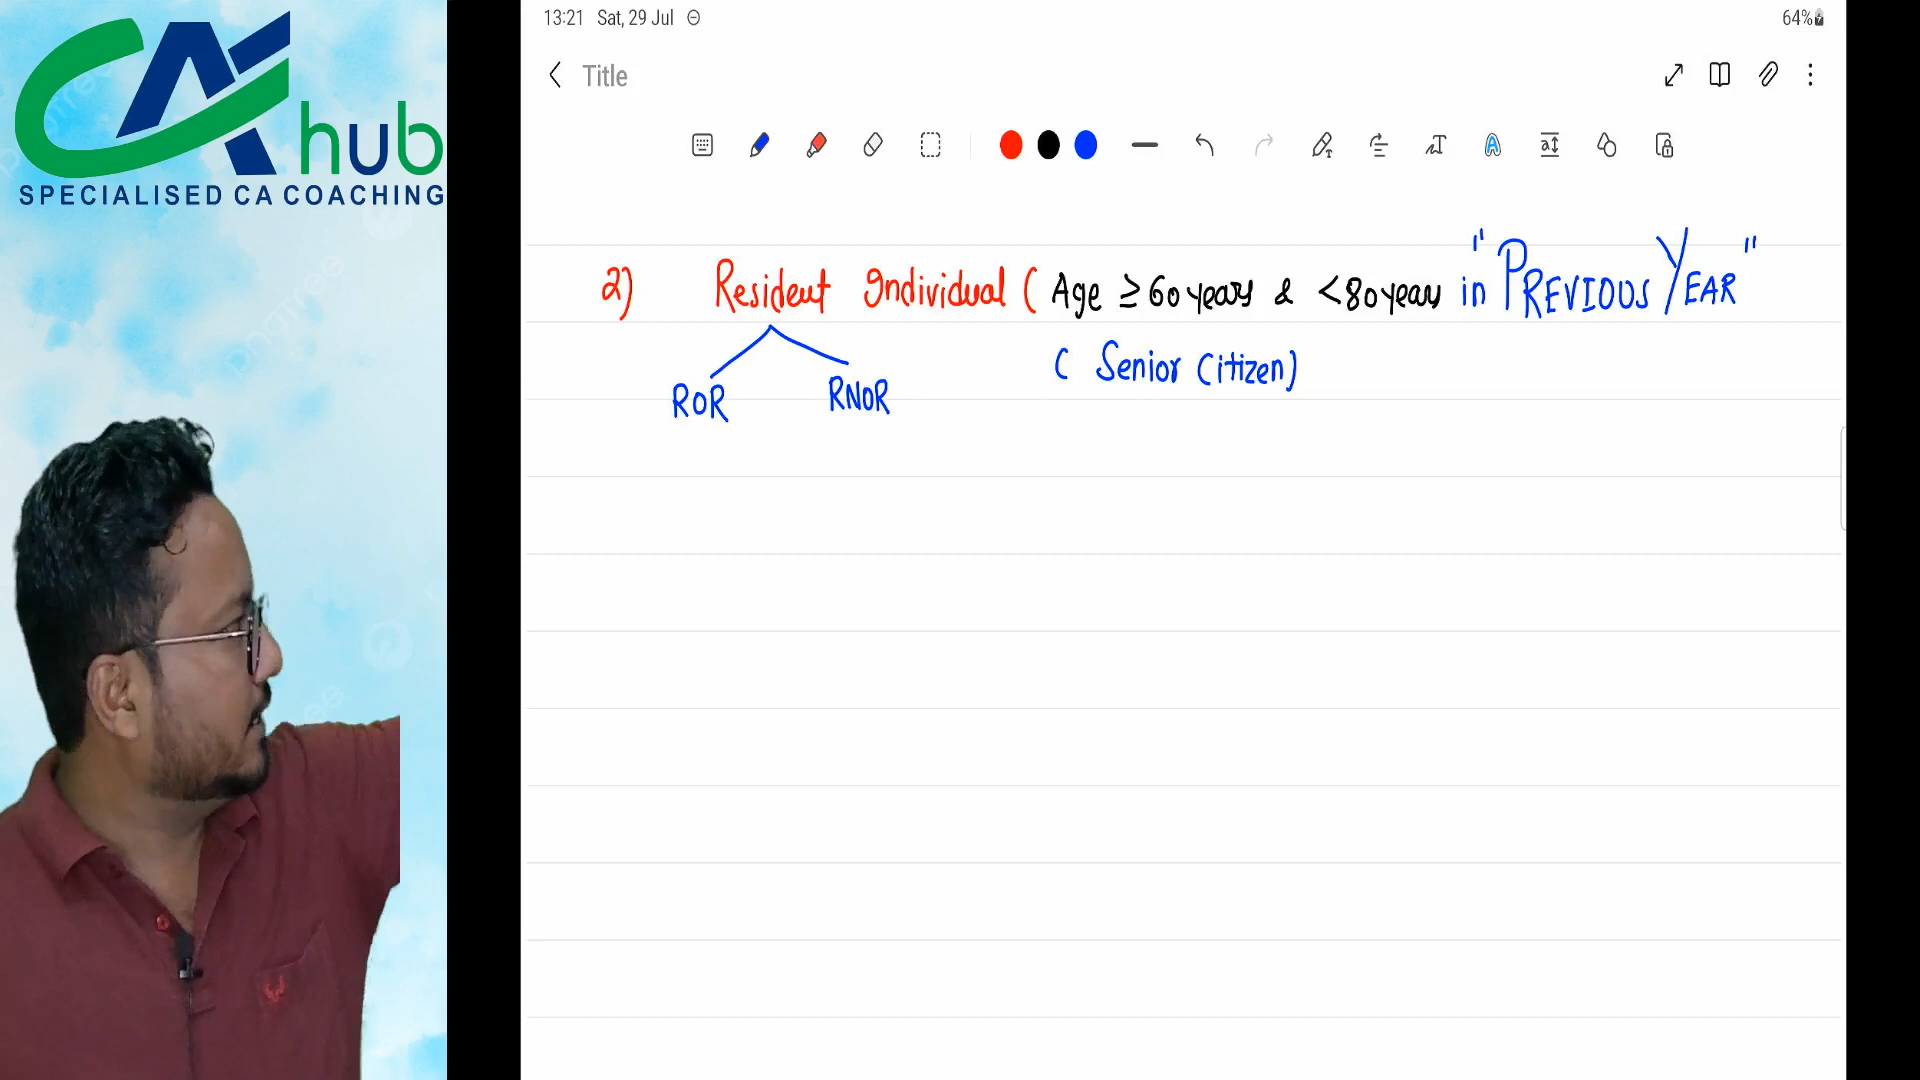 CA hub
SPECIALISED CA COACHING
13:21 Sat, 29 Jul
64%
Title
2) Resident Individual ( Age ≥ 60 years & < 80 years in "PREVIOUS YEAR"
( Senior Citizen)
ROR RNOR